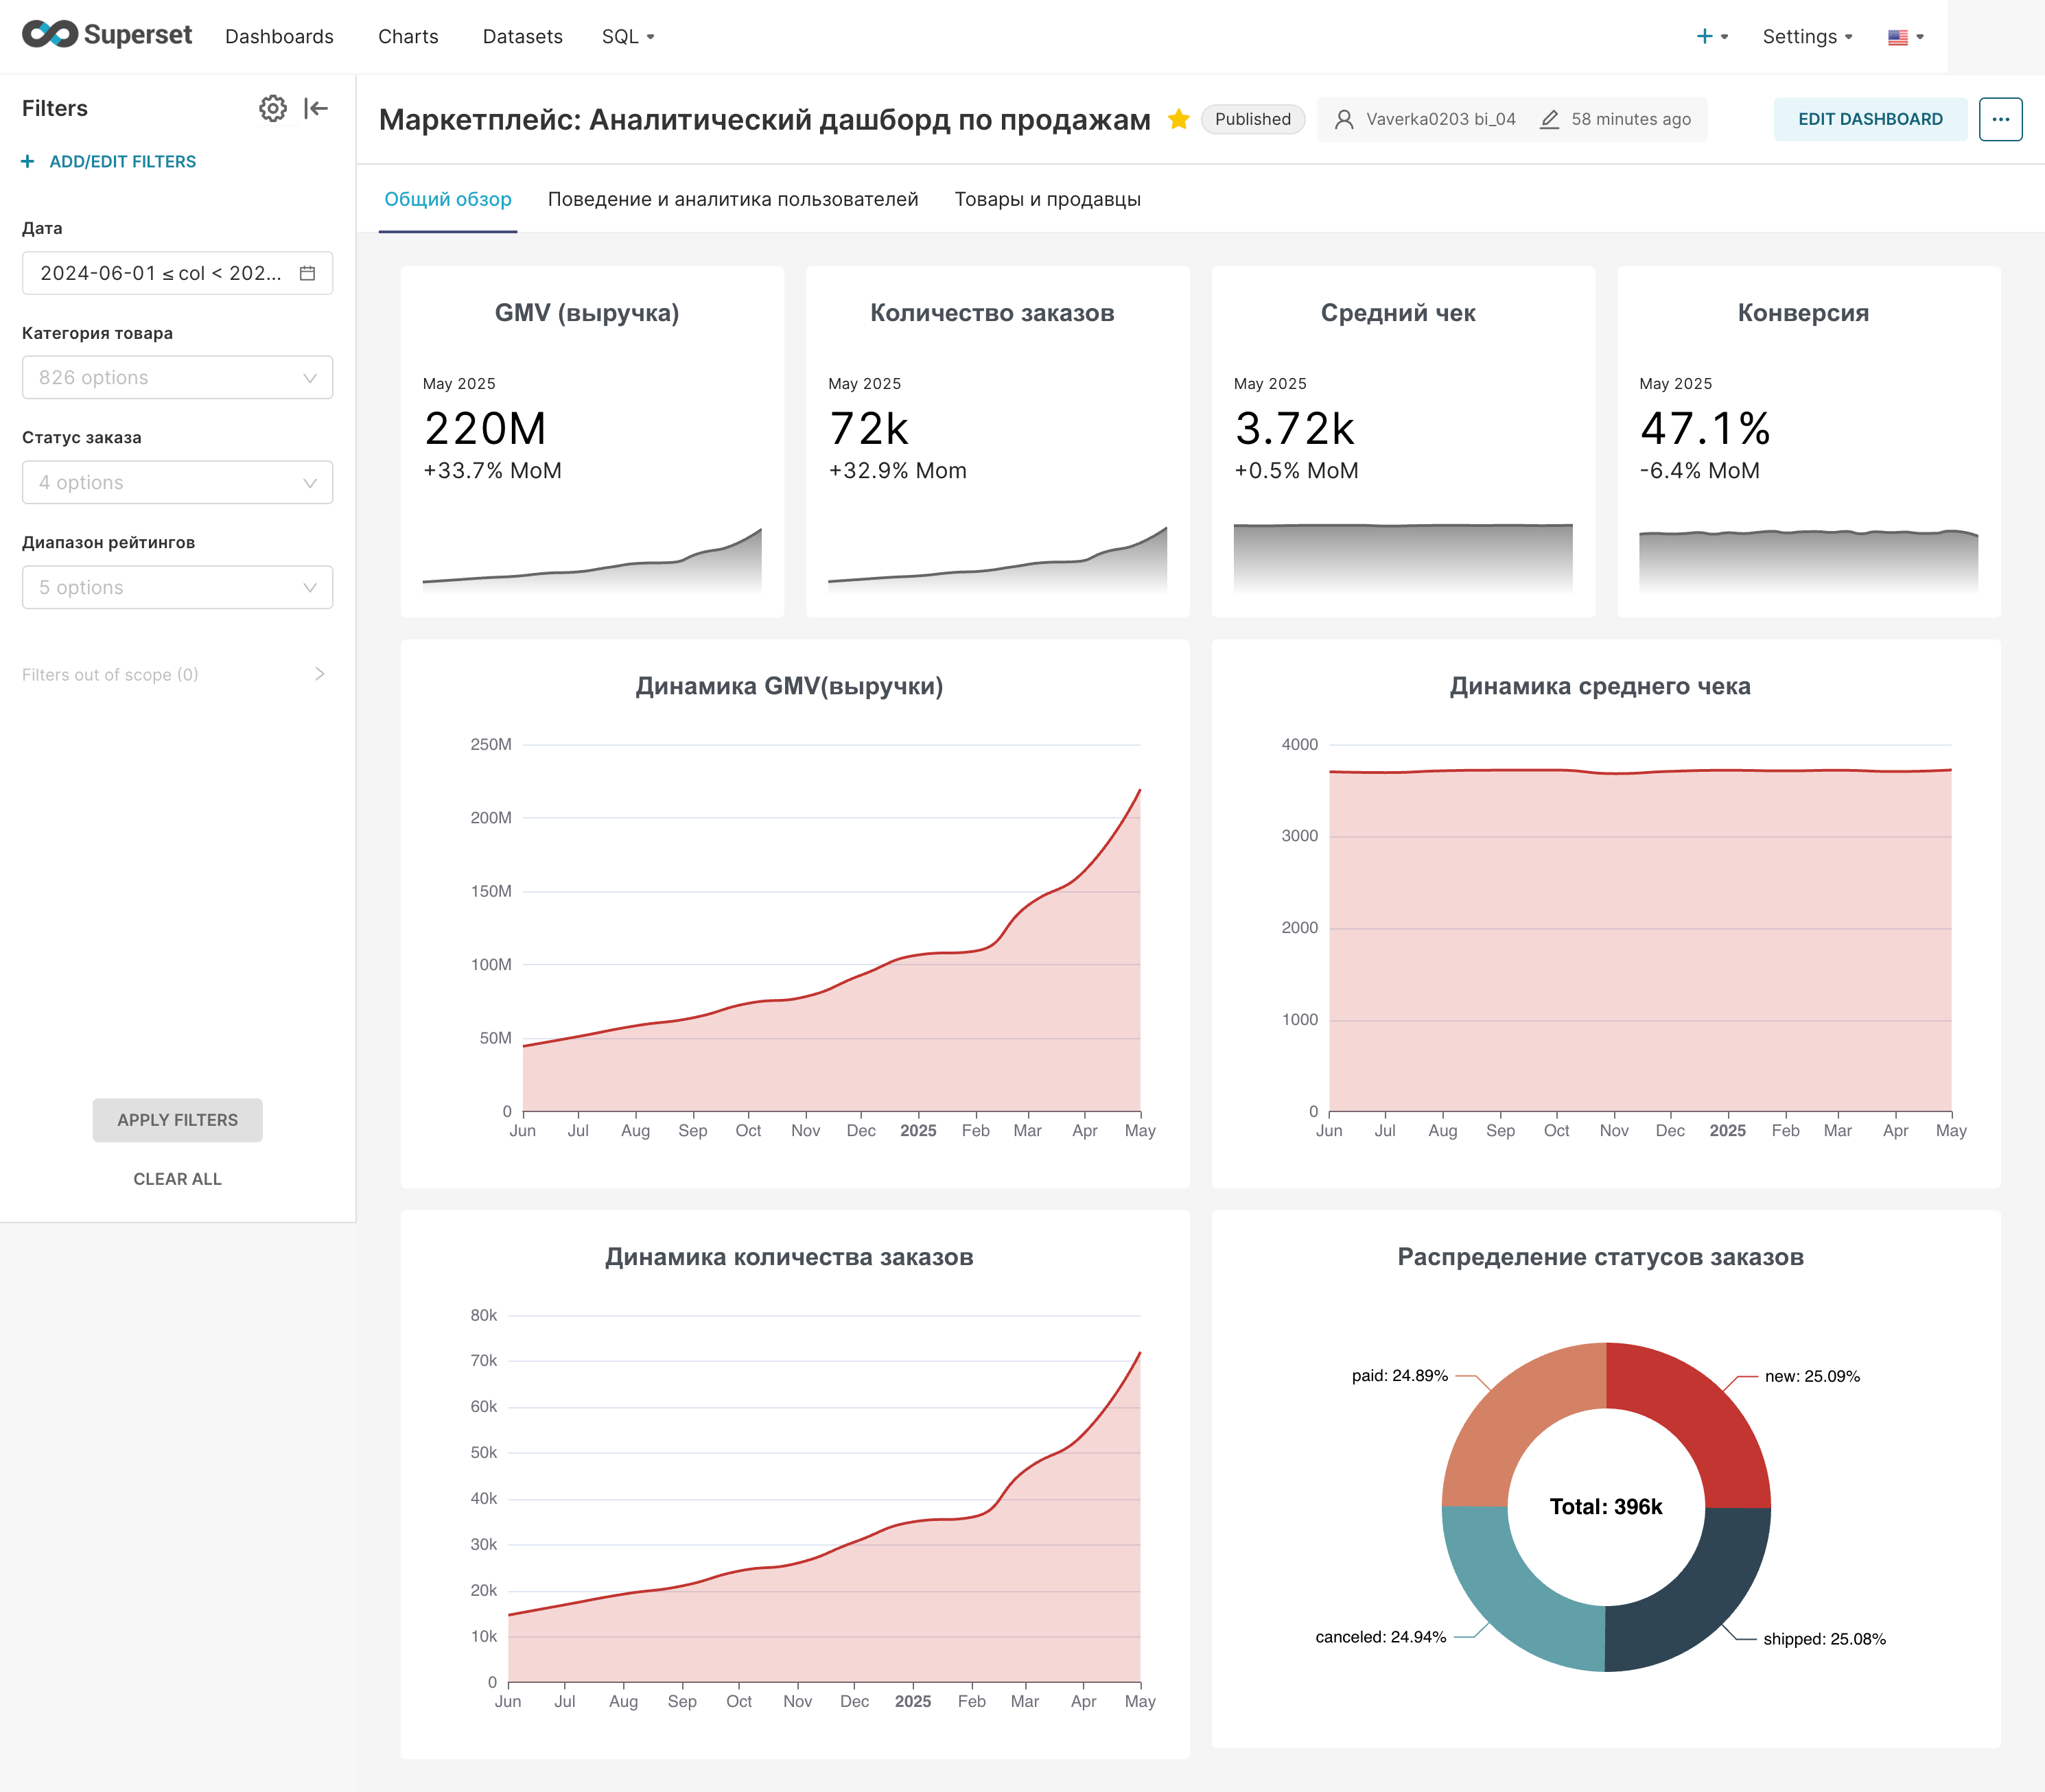 Superset Dashboards Charts Datasets SQL + Settings
Filters
+ ADD/EDIT FILTERS
Дата
2024-06-01 ≤ col < 202...
Категория товара
826 options
Статус заказа
4 options
Диапазон рейтингов
5 options
Filters out of scope (0)
APPLY FILTERS
CLEAR ALL
Маркетплейс: Аналитический дашборд по продажам Published Vaverka0203 bi_04 58 minutes ago EDIT DASHBOARD ...
Общий обзор Поведение и аналитика пользователей Товары и продавцы
GMV (выручка)
May 2025
220M
+33.7% MoM
Количество заказов
May 2025
72k
+32.9% Mom
Средний чек
May 2025
3.72k
+0.5% MoM
Конверсия
May 2025
47.1%
-6.4% MoM
Динамика GMV(выручки)
250M
200M
150M
100M
50M
0
Jun Jul Aug Sep Oct Nov Dec 2025 Feb Mar Apr May
Динамика среднего чека
4000
3000
2000
1000
0
Jun Jul Aug Sep Oct Nov Dec 2025 Feb Mar Apr May
Динамика количества заказов
80k
70k
60k
50k
40k
30k
20k
10k
0
Jun Jul Aug Sep Oct Nov Dec 2025 Feb Mar Apr May
Распределение статусов заказов
paid: 24.89% new: 25.09%
Total: 396k
canceled: 24.94% shipped: 25.08%